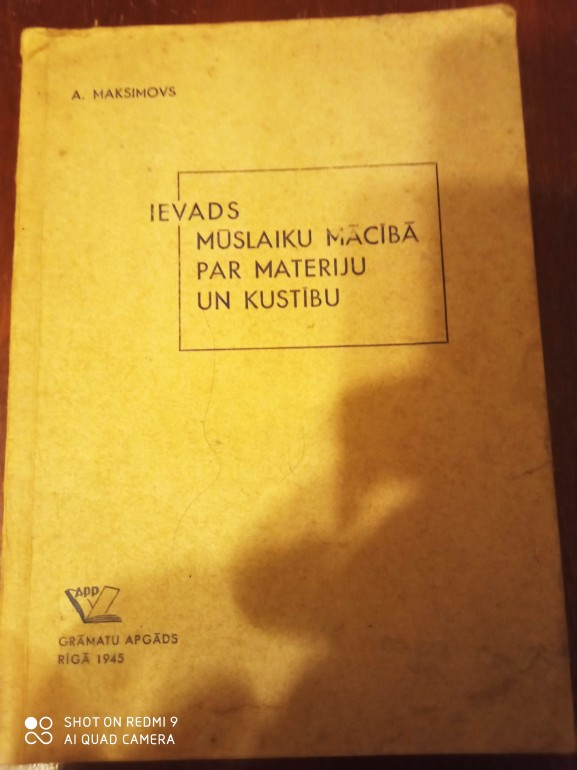 A. MAKSIMOVS
IEVADS
MŪSLAIKU MĀCĪBĀ
PAR MATERIJU
UN KUSTĪBU
APP
GRĀMATU APGĀDS
RĪGĀ 1945
SHOT ON REDMI 9
AI QUAD CAMERA